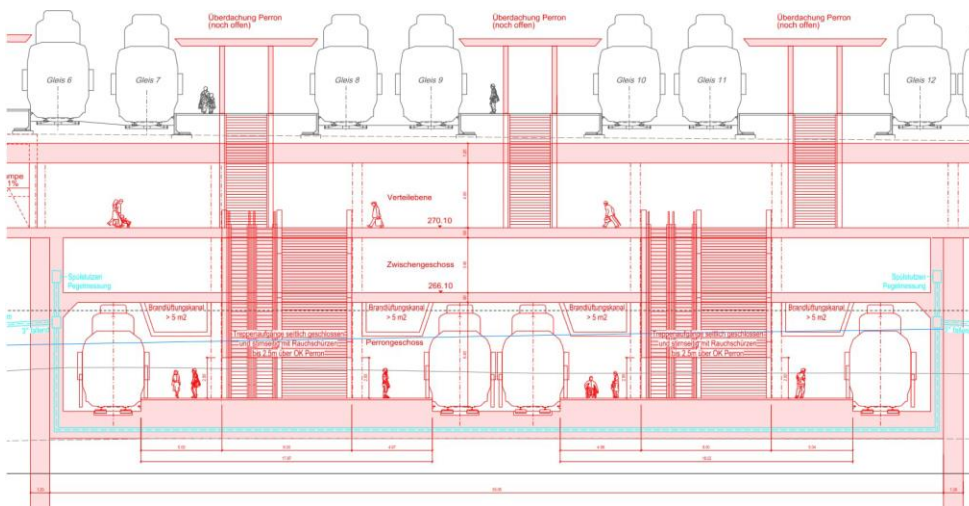 Überdachung Perron
(noch offen)
Überdachung Perron
(noch offen)
Überdachung Perron
(noch offen)
Gleis 6
Gleis 7
Gleis 8
Gleis 9
Gleis 10
Gleis 11
Gleis 12
1%
Verteilebene
270.10
Zwischengeschoss
266.10
Spülstutzen
Pegelmessung
Spülstutzen
Pegelmessung
Brandlüftungskanal
> 5 m2
Brandlüftungskanal
> 5 m2
Brandlüftungskanal
> 5 m2
Brandlüftungskanal
> 5 m2
Treppenaufgänge seitlich geschlossen
und stirnseitig mit Rauchschürzen
bis 2.5m über OK Perron
Perrongeschoss
Treppenaufgänge seitlich geschlossen
und stirnseitig mit Rauchschürzen
bis 2.5m über OK Perron